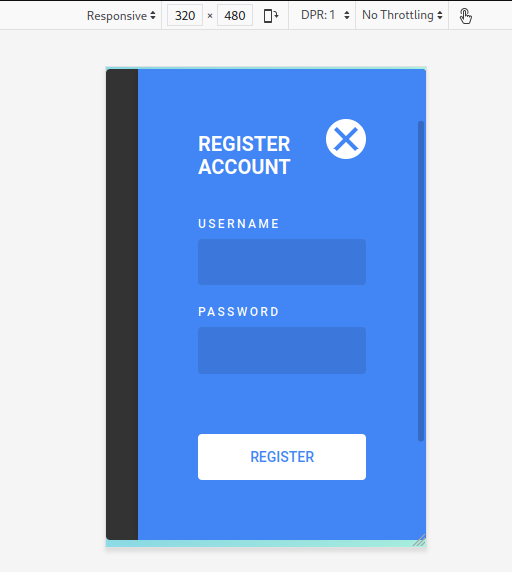 Responsive 320 × 480 DPR: 1 No Throttling
REGISTER
ACCOUNT
USERNAME
PASSWORD
REGISTER